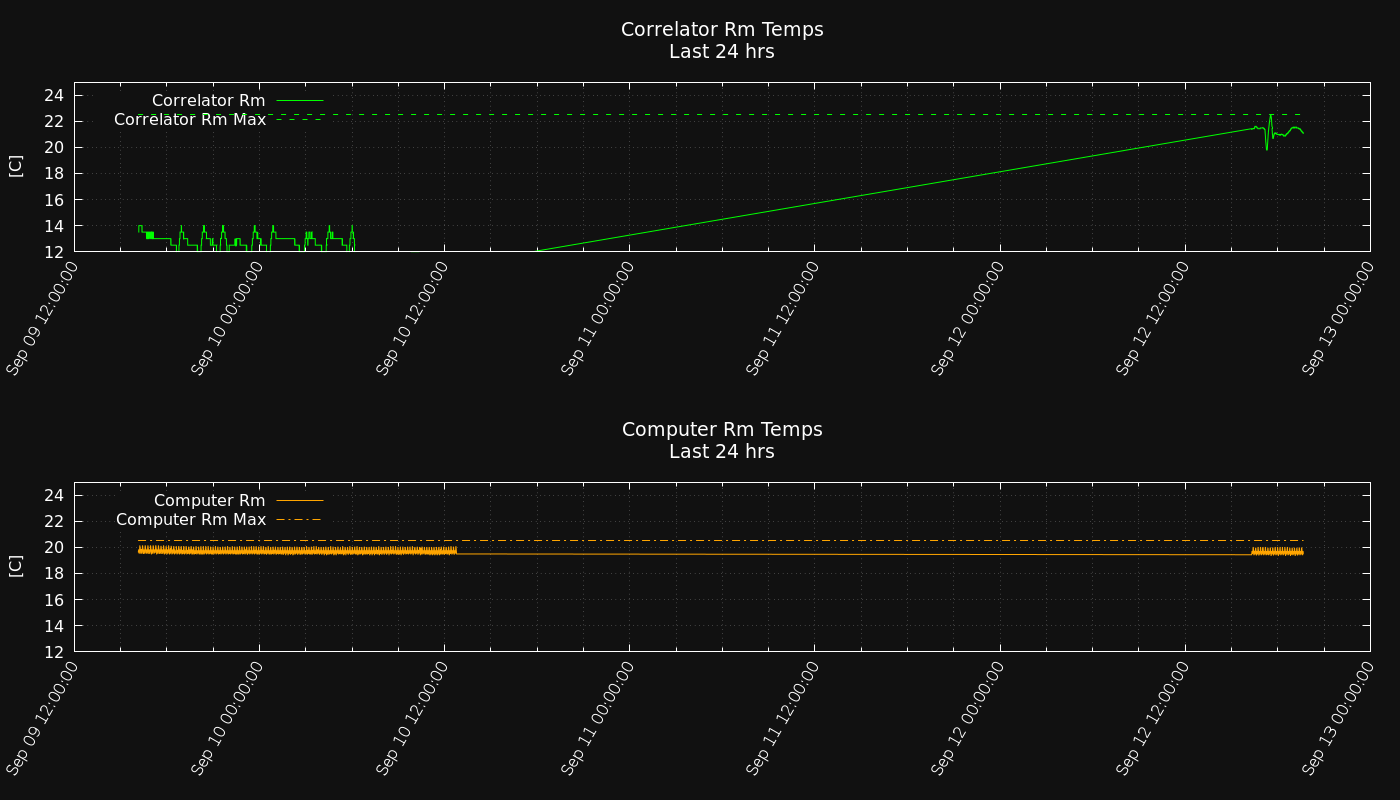 Correlator Rm Temps
Last 24 hrs
24
22
20
18
16
14
12
[C]
Correlator Rm
Correlator Rm Max
Sep 09 12:00:00
Sep 10 00:00:00
Sep 10 12:00:00
Sep 11 00:00:00
Sep 11 12:00:00
Sep 12 00:00:00
Sep 12 12:00:00
Sep 13 00:00:00
Computer Rm Temps
Last 24 hrs
24
22
20
18
16
14
12
[C]
Computer Rm
Computer Rm Max
Sep 09 12:00:00
Sep 10 00:00:00
Sep 10 12:00:00
Sep 11 00:00:00
Sep 11 12:00:00
Sep 12 00:00:00
Sep 12 12:00:00
Sep 13 00:00:00